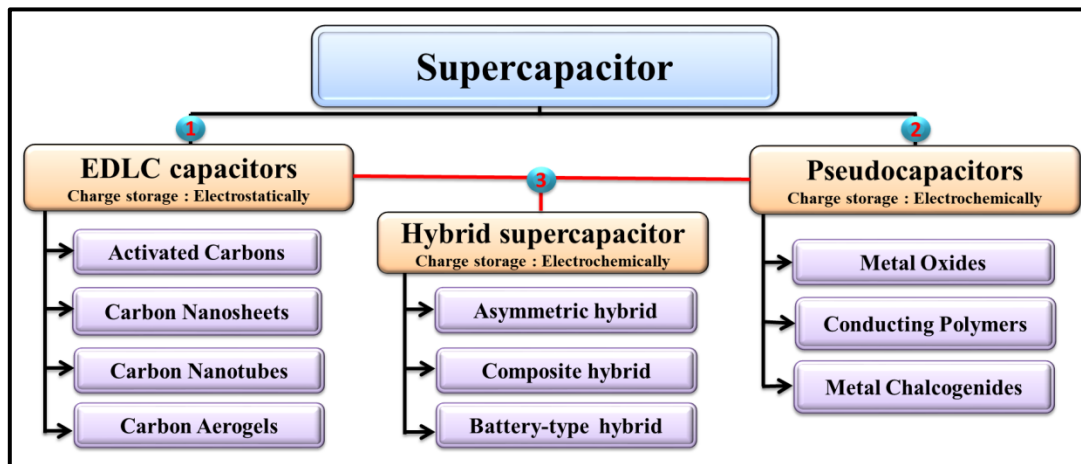 Supercapacitor
1
EDLC capacitors
Charge storage : Electrostatically
Activated Carbons
Carbon Nanosheets
Carbon Nanotubes
Carbon Aerogels
3
Hybrid supercapacitor
Charge storage : Electrochemically
Asymmetric hybrid
Composite hybrid
Battery-type hybrid
2
Pseudocapacitors
Charge storage : Electrochemically
Metal Oxides
Conducting Polymers
Metal Chalcogenides